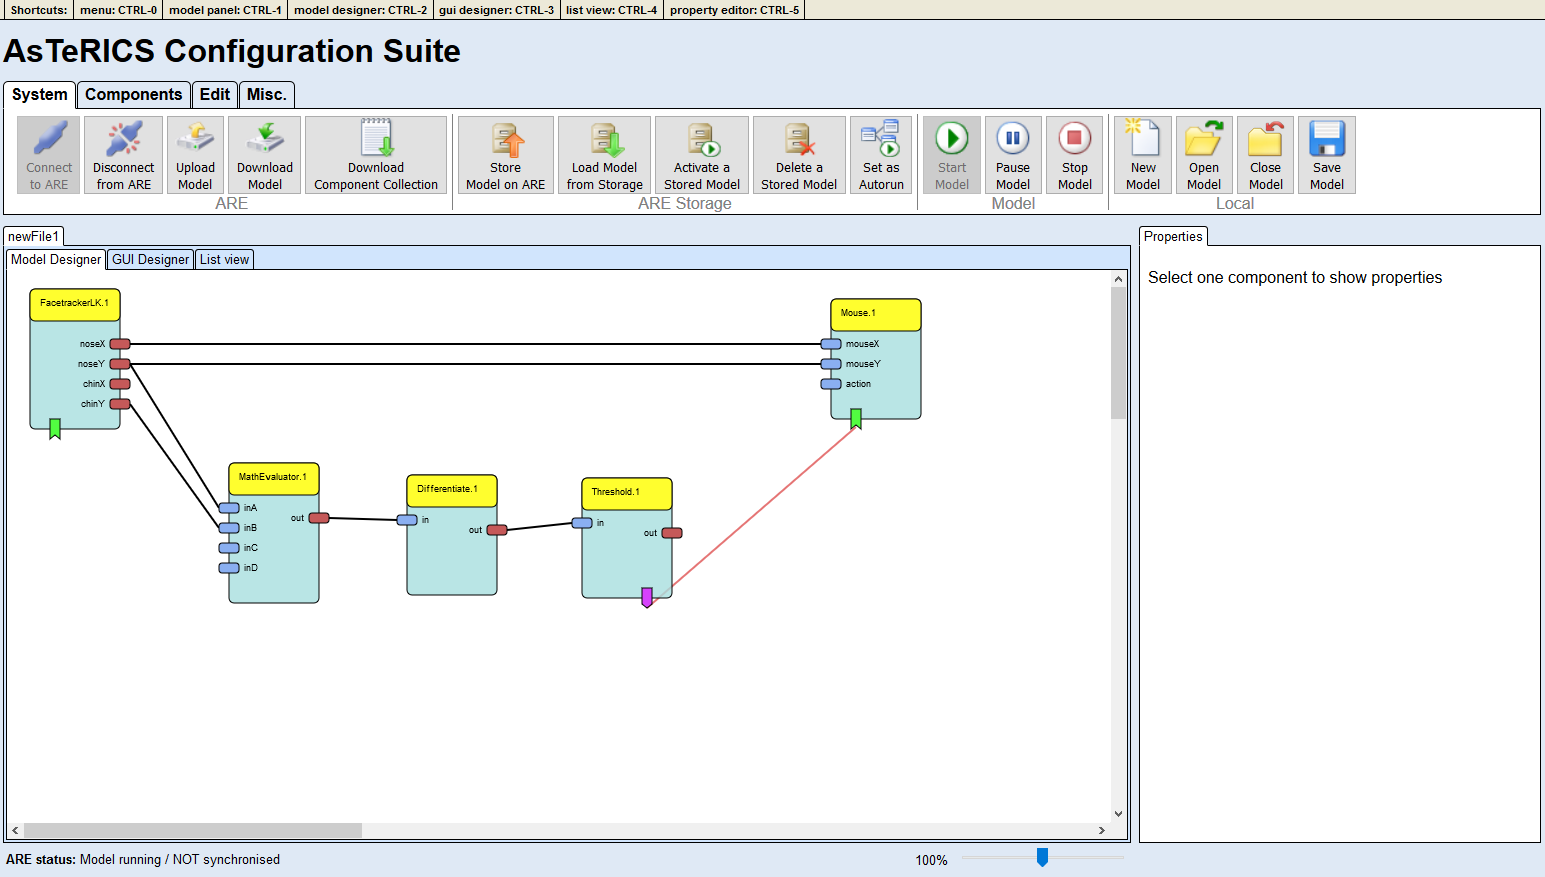 Shortcuts: menu: CTRL-0 model panel: CTRL-1 model designer: CTRL-2 gui designer: CTRL-3 list view: CTRL-4 property editor: CTRL-5
AsTeRICS Configuration Suite
System Components Edit Misc.
Connect to ARE
Disconnect from ARE
Upload Model
Download Model
Download Component Collection
ARE
Store Model on ARE
Load Model from Storage
Activate a Stored Model
Delete a Stored Model
Set as Autorun
ARE Storage
Start Model
Pause Model
Stop Model
Model
New Model
Open Model
Close Model
Save Model
Local
newFile1
Model Designer GUI Designer List view
FacetrackerLK.1
noseX
noseY
chinX
chinY
Mouse.1
mouseX
mouseY
action
MathEvaluator.1
inA
inB
inC
inD
out
Differentiate.1
in
out
Threshold.1
in
out
Properties
Select one component to show properties
ARE status: Model running / NOT synchronised
100%